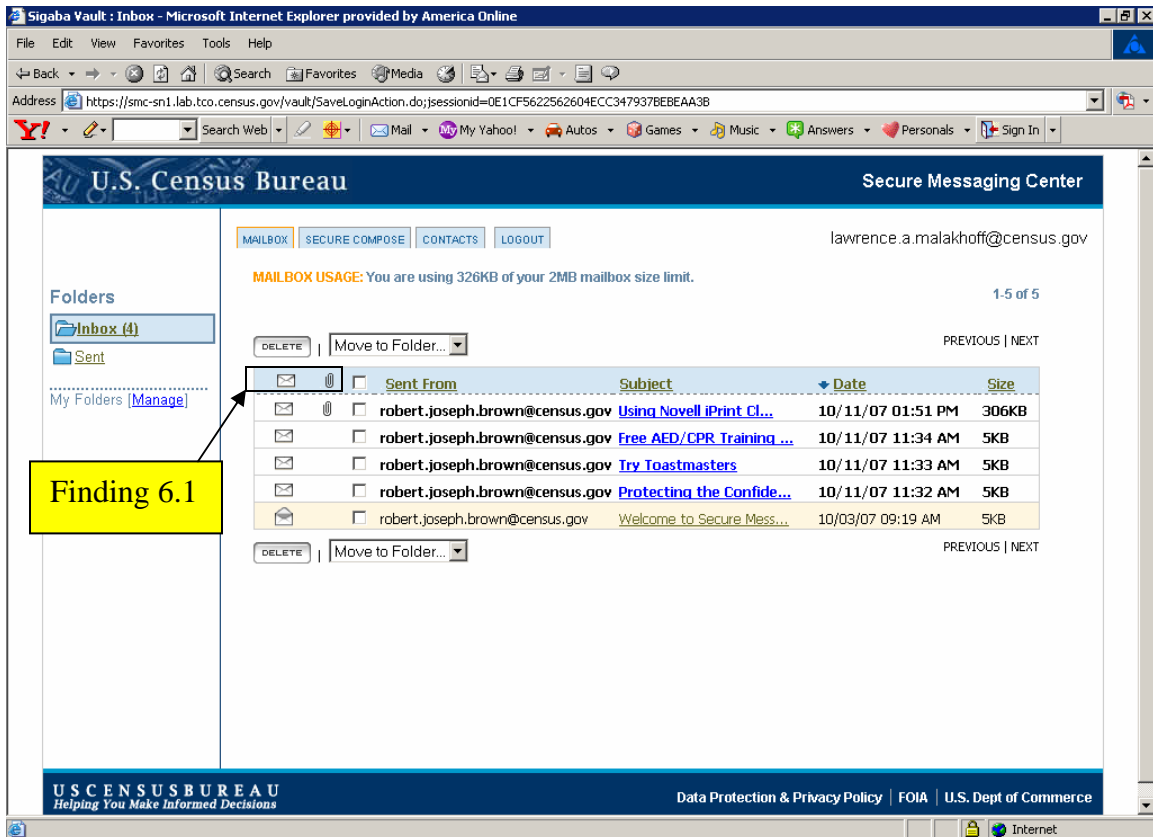 Sigaba Vault : Inbox - Microsoft Internet Explorer provided by America Online
File Edit View Favorites Tools Help
Back Search Favorites Media
Address https://smc-sn1.lab.tco.census.gov/vault/SaveLoginAction.do;jsessionid=0E1CF5622562604ECC347937BEBEAA3B
Y! Search Web Mail My Yahoo! Autos Games Music Answers Personals Sign In
U.S. Census Bureau Secure Messaging Center
MAILBOX SECURE COMPOSE CONTACTS LOGOUT lawrence.a.malakhoff@census.gov
MAILBOX USAGE: You are using 326KB of your 2MB mailbox size limit.
Folders 1-5 of 5
Inbox (4)
Sent
My Folders [Manage]
DELETE | Move to Folder... PREVIOUS | NEXT
Sent From Subject Date Size
robert.joseph.brown@census.gov Using Novell iPrint Cl... 10/11/07 01:51 PM 306KB
robert.joseph.brown@census.gov Free AED/CPR Training ... 10/11/07 11:34 AM 5KB
robert.joseph.brown@census.gov Try Toastmasters 10/11/07 11:33 AM 5KB
robert.joseph.brown@census.gov Protecting the Confide... 10/11/07 11:32 AM 5KB
robert.joseph.brown@census.gov Welcome to Secure Mess... 10/03/07 09:19 AM 5KB
Finding 6.1
DELETE | Move to Folder... PREVIOUS | NEXT
USCENSUSBUREAU
Helping You Make Informed Decisions
Data Protection & Privacy Policy | FOIA | U.S. Dept of Commerce
Internet